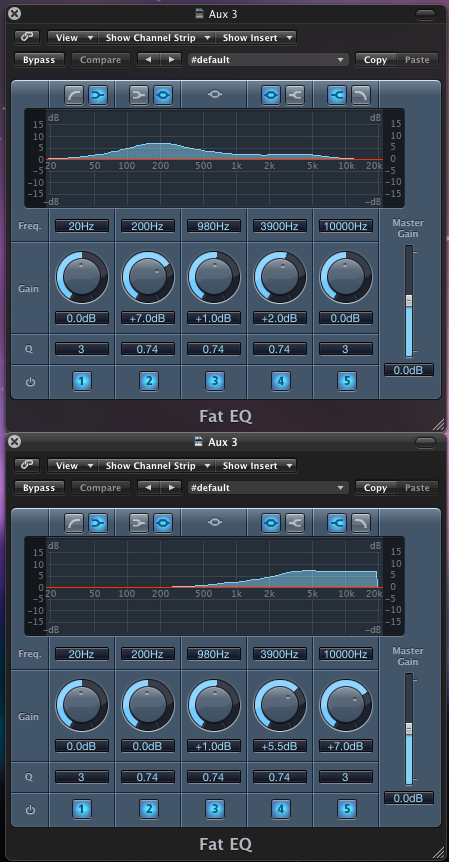 Aux 3
View Show Channel Strip Show Insert
Bypass Compare #default Copy Paste
dB dB
15 15
10 10
5 5
0 20 50 100 200 500 1k 2k 5k 10k 20k 0
-5 -5
-10 -10
-15 -15
-dB -dB
Freq. 20Hz 200Hz 980Hz 3900Hz 10000Hz Master Gain
Gain 0.0dB +7.0dB +1.0dB +2.0dB 0.0dB
Q 3 0.74 0.74 0.74 3 0.0dB
1 2 3 4 5
Fat EQ
Aux 3
View Show Channel Strip Show Insert
Bypass Compare #default Copy Paste
dB dB
15 15
10 10
5 5
0 20 50 100 200 500 1k 2k 5k 10k 20k 0
-5 -5
-10 -10
-15 -15
-dB -dB
Freq. 20Hz 200Hz 980Hz 3900Hz 10000Hz Master Gain
Gain 0.0dB 0.0dB +1.0dB +5.5dB +7.0dB
Q 3 0.74 0.74 0.74 3 0.0dB
1 2 3 4 5
Fat EQ